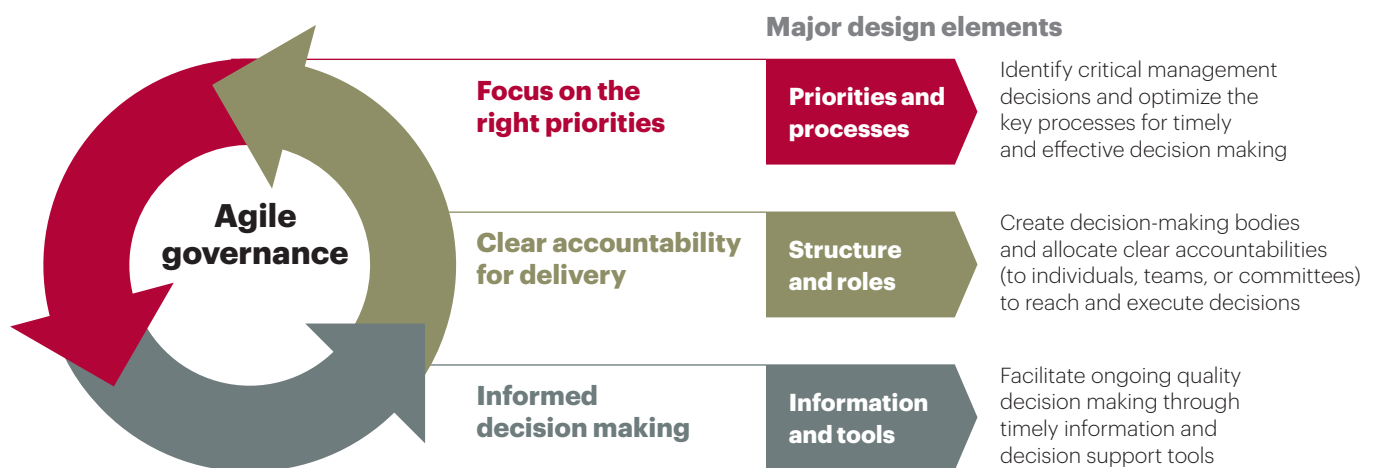 Major design elements
Agile
governance
Focus on the
right priorities
Priorities and
processes
Identify critical management
decisions and optimize the
key processes for timely
and effective decision making
Clear accountability
for delivery
Structure
and roles
Create decision-making bodies
and allocate clear accountabilities
(to individuals, teams, or committees)
to reach and execute decisions
Informed
decision making
Information
and tools
Facilitate ongoing quality
decision making through
timely information and
decision support tools